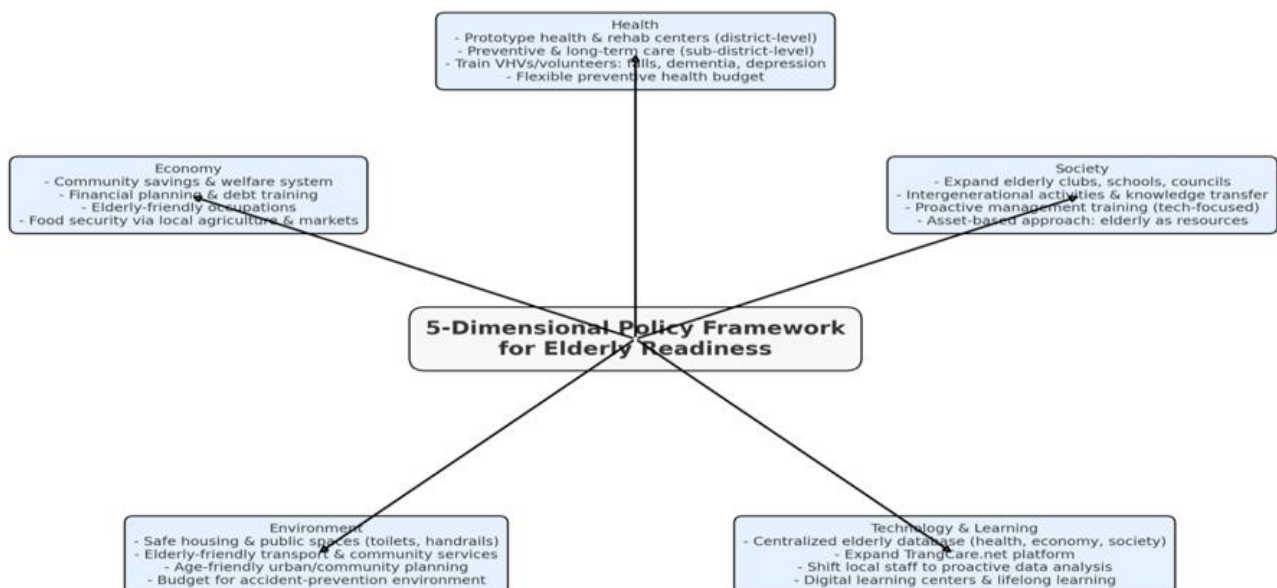 Health
- Prototype health & rehab centers (district-level)
- Preventive & long-term care (sub-district-level)
- Train VHVs/volunteers: falls, dementia, depression
- Flexible preventive health budget
Economy
- Community savings & welfare system
- Financial planning & debt training
- Elderly-friendly occupations
- Food security via local agriculture & markets
Society
- Expand elderly clubs, schools, councils
- Intergenerational activities & knowledge transfer
- Proactive management training (tech-focused)
- Asset-based approach: elderly as resources
5-Dimensional Policy Framework
for Elderly Readiness
Environment
- Safe housing & public spaces (toilets, handrails)
- Elderly-friendly transport & community services
- Age-friendly urban/community planning
- Budget for accident-prevention environment
Technology & Learning
- Centralized elderly database (health, economy, society)
- Expand TrangCare.net platform
- Shift local staff to proactive data analysis
- Digital learning centers & lifelong learning